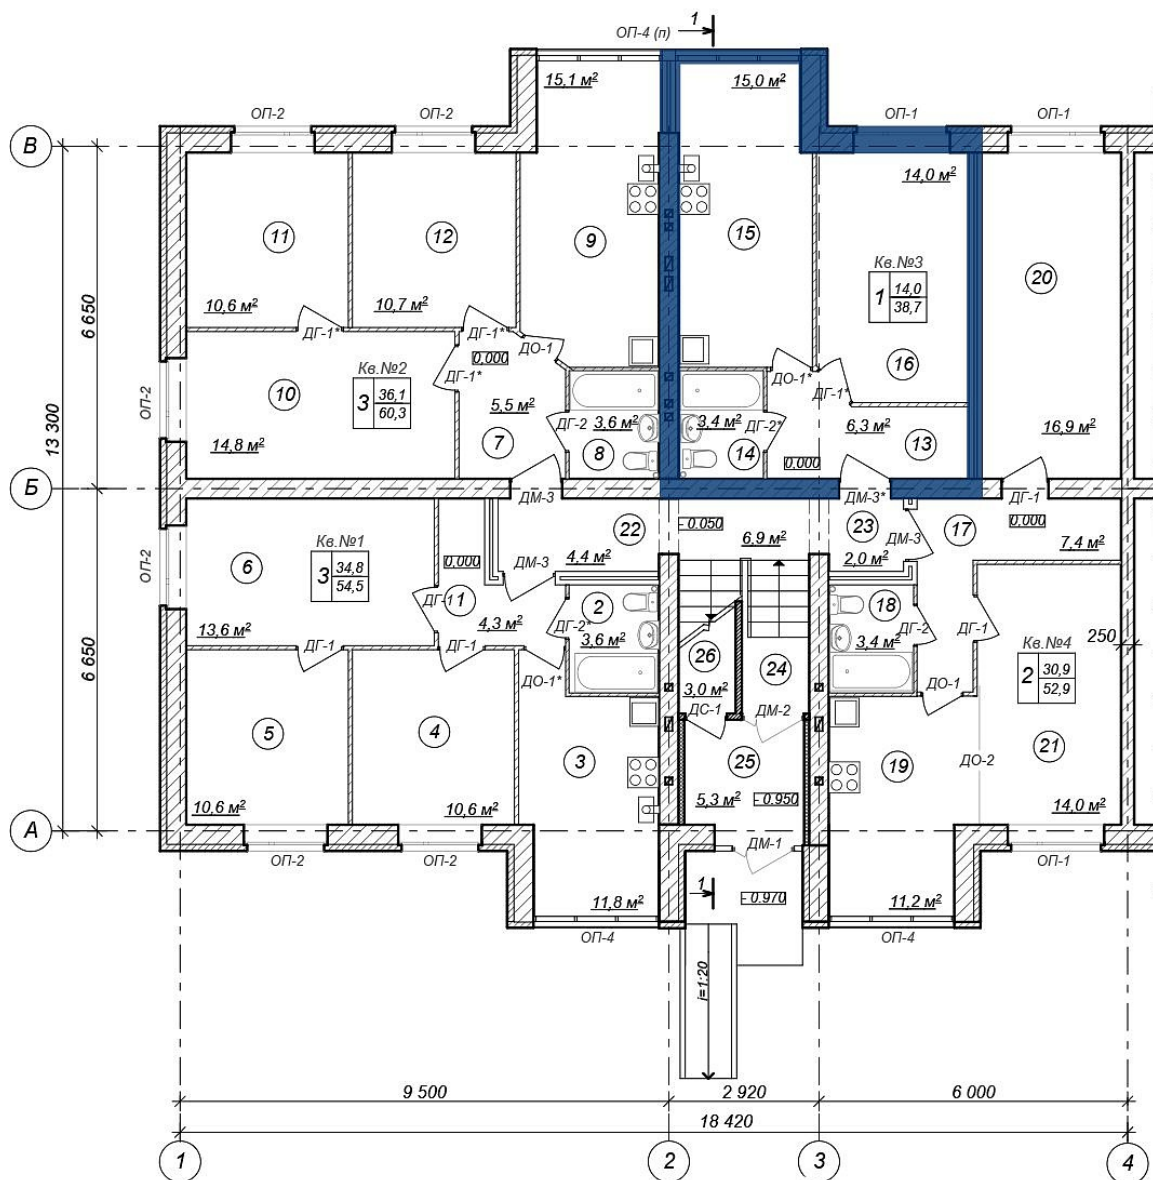 1
ОП-4 (п)
15,1 м²
15,0 м²
ОП-2
ОП-2
ОП-1
ОП-1
В
14,0 м²
11
12
9
15
Кв.№3
1
14,0
38,7
20
10,6 м²
10,7 м²
6 650
ДГ-1*
ДГ-1*
ДО-1
0.000
Кв.№2
3
36,1
60,3
ДГ-1*
ДО-1*
ДГ-1*
16
ОП-2
10
5,5 м²
ДГ-2
3,6 м²
3,4 м²
ДГ-2*
6,3 м²
16,9 м²
13 300
14,8 м²
7
8
14
0.000
13
Б
ДМ-3
ДМ-3*
ДГ-1
22
- 0.050
23
17
0.000
Кв.№1
3
34,8
54,5
0.000
4,4 м²
6,9 м²
2,0 м²
ДМ-3
7,4 м²
ОП-2
6
ДМ-3
ДГ-1
1
2
18
13,6 м²
4,3 м²
ДГ-2*
3,6 м²
3,4 м²
ДГ-2
ДГ-1
250
6 650
ДГ-1
ДГ-1
26
24
Кв.№4
2
30,9
52,9
ДО-1*
3,0 м²
ДО-1
ДС-1
ДМ-2
5
4
3
25
19
ДО-2
21
10,6 м²
10,6 м²
5,3 м²
- 0.950
14,0 м²
А
ОП-2
ОП-2
ДМ-1
ОП-1
11,8 м²
1
- 0.970
11,2 м²
ОП-4
ОП-4
i=1:20
9 500
2 920
6 000
18 420
1
2
3
4